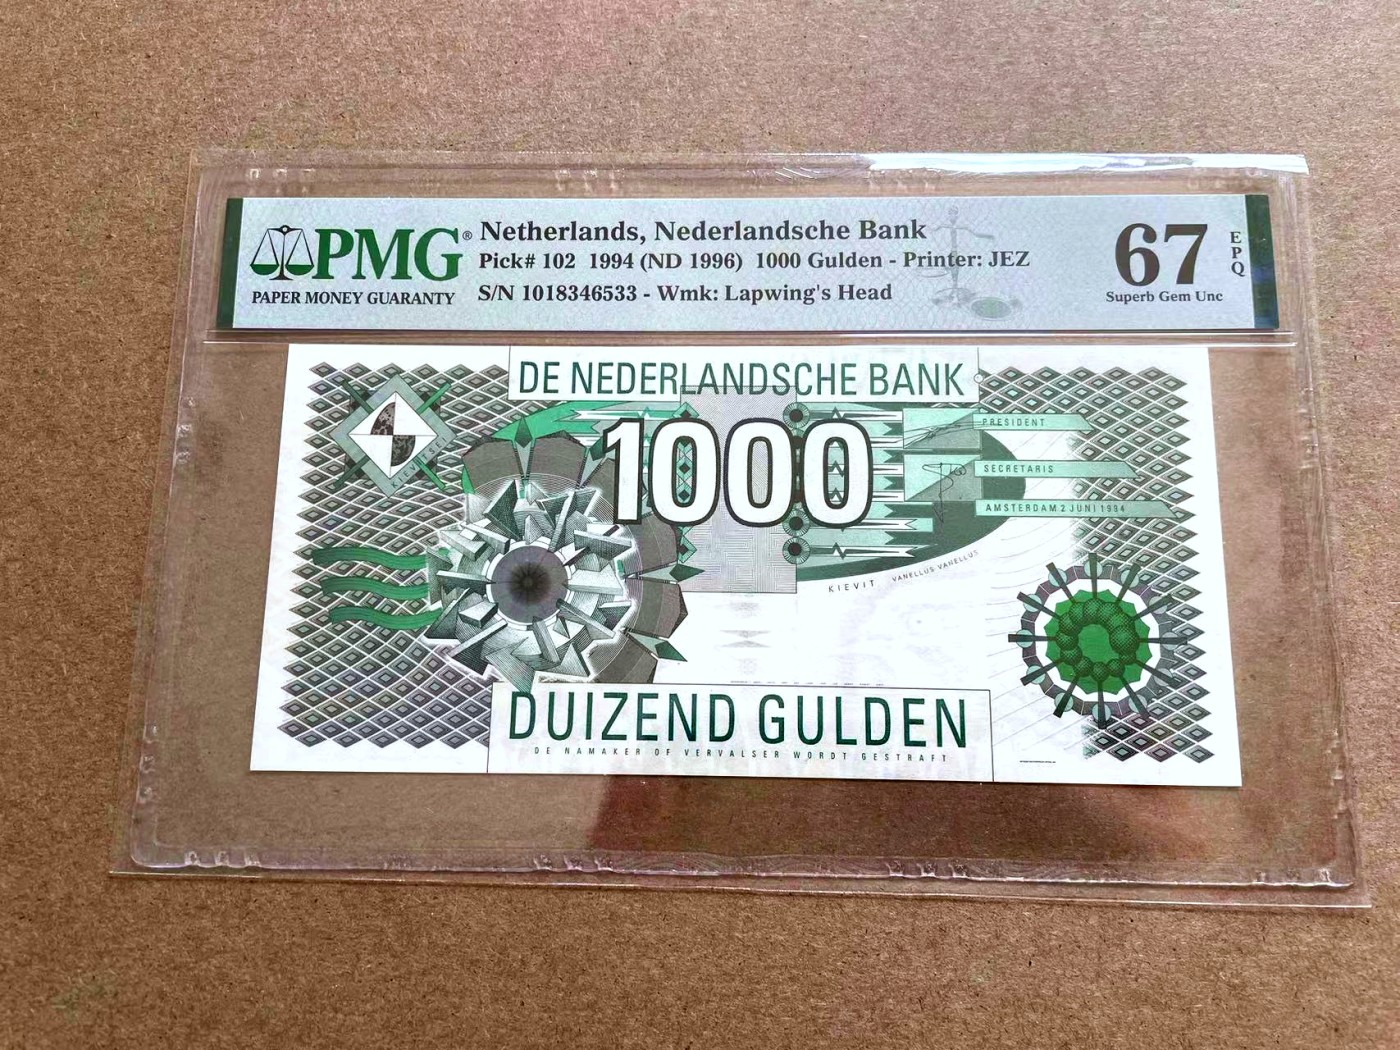 PMG®
PAPER MONEY GUARANTY
Netherlands, Nederlandsche Bank
Pick# 102 1994 (ND 1996) 1000 Gulden - Printer: JEZ
S/N 1018346533 - Wmk: Lapwing's Head
67
EPQ
Superb Gem Unc
DE NEDERLANDSCHE BANK
1000
PRESIDENT
SECRETARIS
AMSTERDAM 2 JUNI 1994
KIEVIT VANELLUS·VANELLUS
DUIZEND GULDEN
DE NAMAKER OF VERVALSER WORDT GESTRAFT